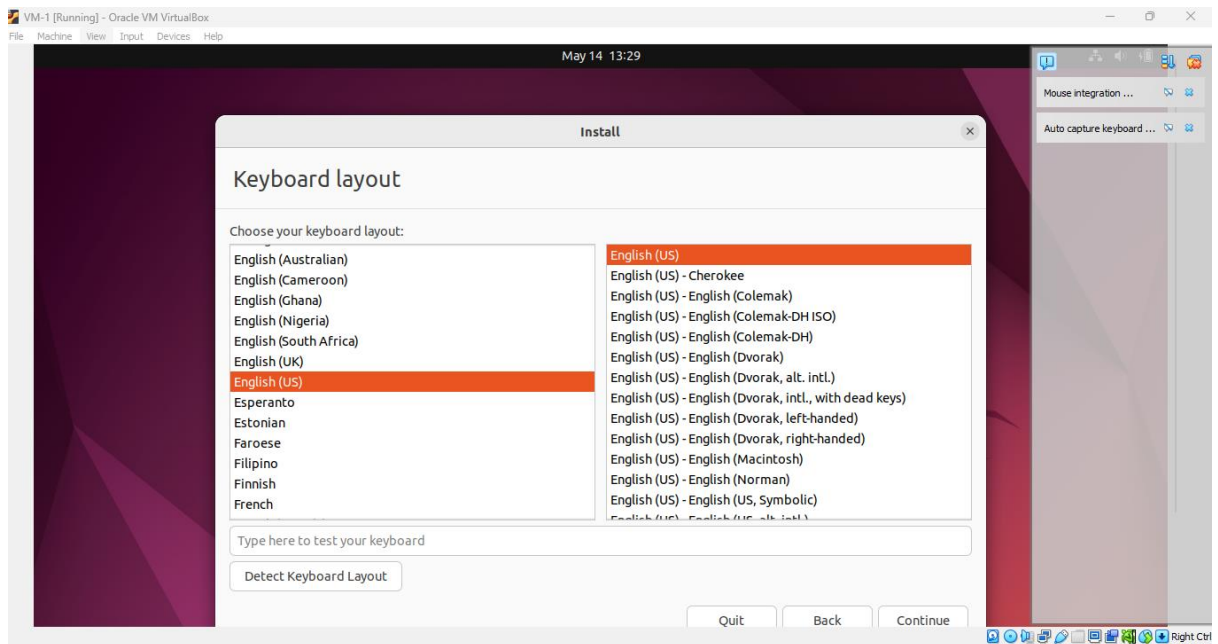 VM-1 [Running] - Oracle VM VirtualBox
File Machine View Input Devices Help
May 14 13:29
Mouse integration ...
Auto capture keyboard ...
Install
Keyboard layout
Choose your keyboard layout:
English (Australian)
English (Cameroon)
English (Ghana)
English (Nigeria)
English (South Africa)
English (UK)
English (US)
Esperanto
Estonian
Faroese
Filipino
Finnish
French
English (US)
English (US) - Cherokee
English (US) - English (Colemak)
English (US) - English (Colemak-DH ISO)
English (US) - English (Colemak-DH)
English (US) - English (Dvorak)
English (US) - English (Dvorak, alt. intl.)
English (US) - English (Dvorak, intl., with dead keys)
English (US) - English (Dvorak, left-handed)
English (US) - English (Dvorak, right-handed)
English (US) - English (Macintosh)
English (US) - English (Norman)
English (US) - English (US, Symbolic)
English (US) - English (US, alt. intl.)
Type here to test your keyboard
Detect Keyboard Layout
Quit Back Continue
Right Ctrl